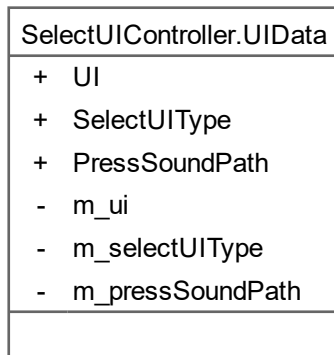 SelectUIController.UIData
+ UI
+ SelectUIType
+ PressSoundPath
- m_ui
- m_selectUIType
- m_pressSoundPath